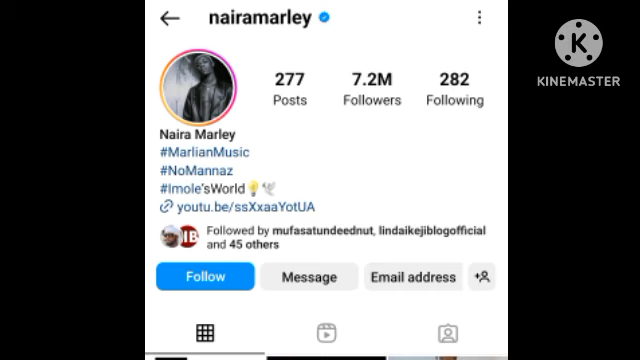 nairamarley
277 7.2M 282
Posts Followers Following
Naira Marley
#MarlianMusic
#NoMannaz
#Imole'sWorld💡🕊
youtu.be/ssXxaaYotUA
Followed by mufasatundeednut, lindaikejiblogofficial
and 45 others
Follow Message Email address
K
KINEMASTER